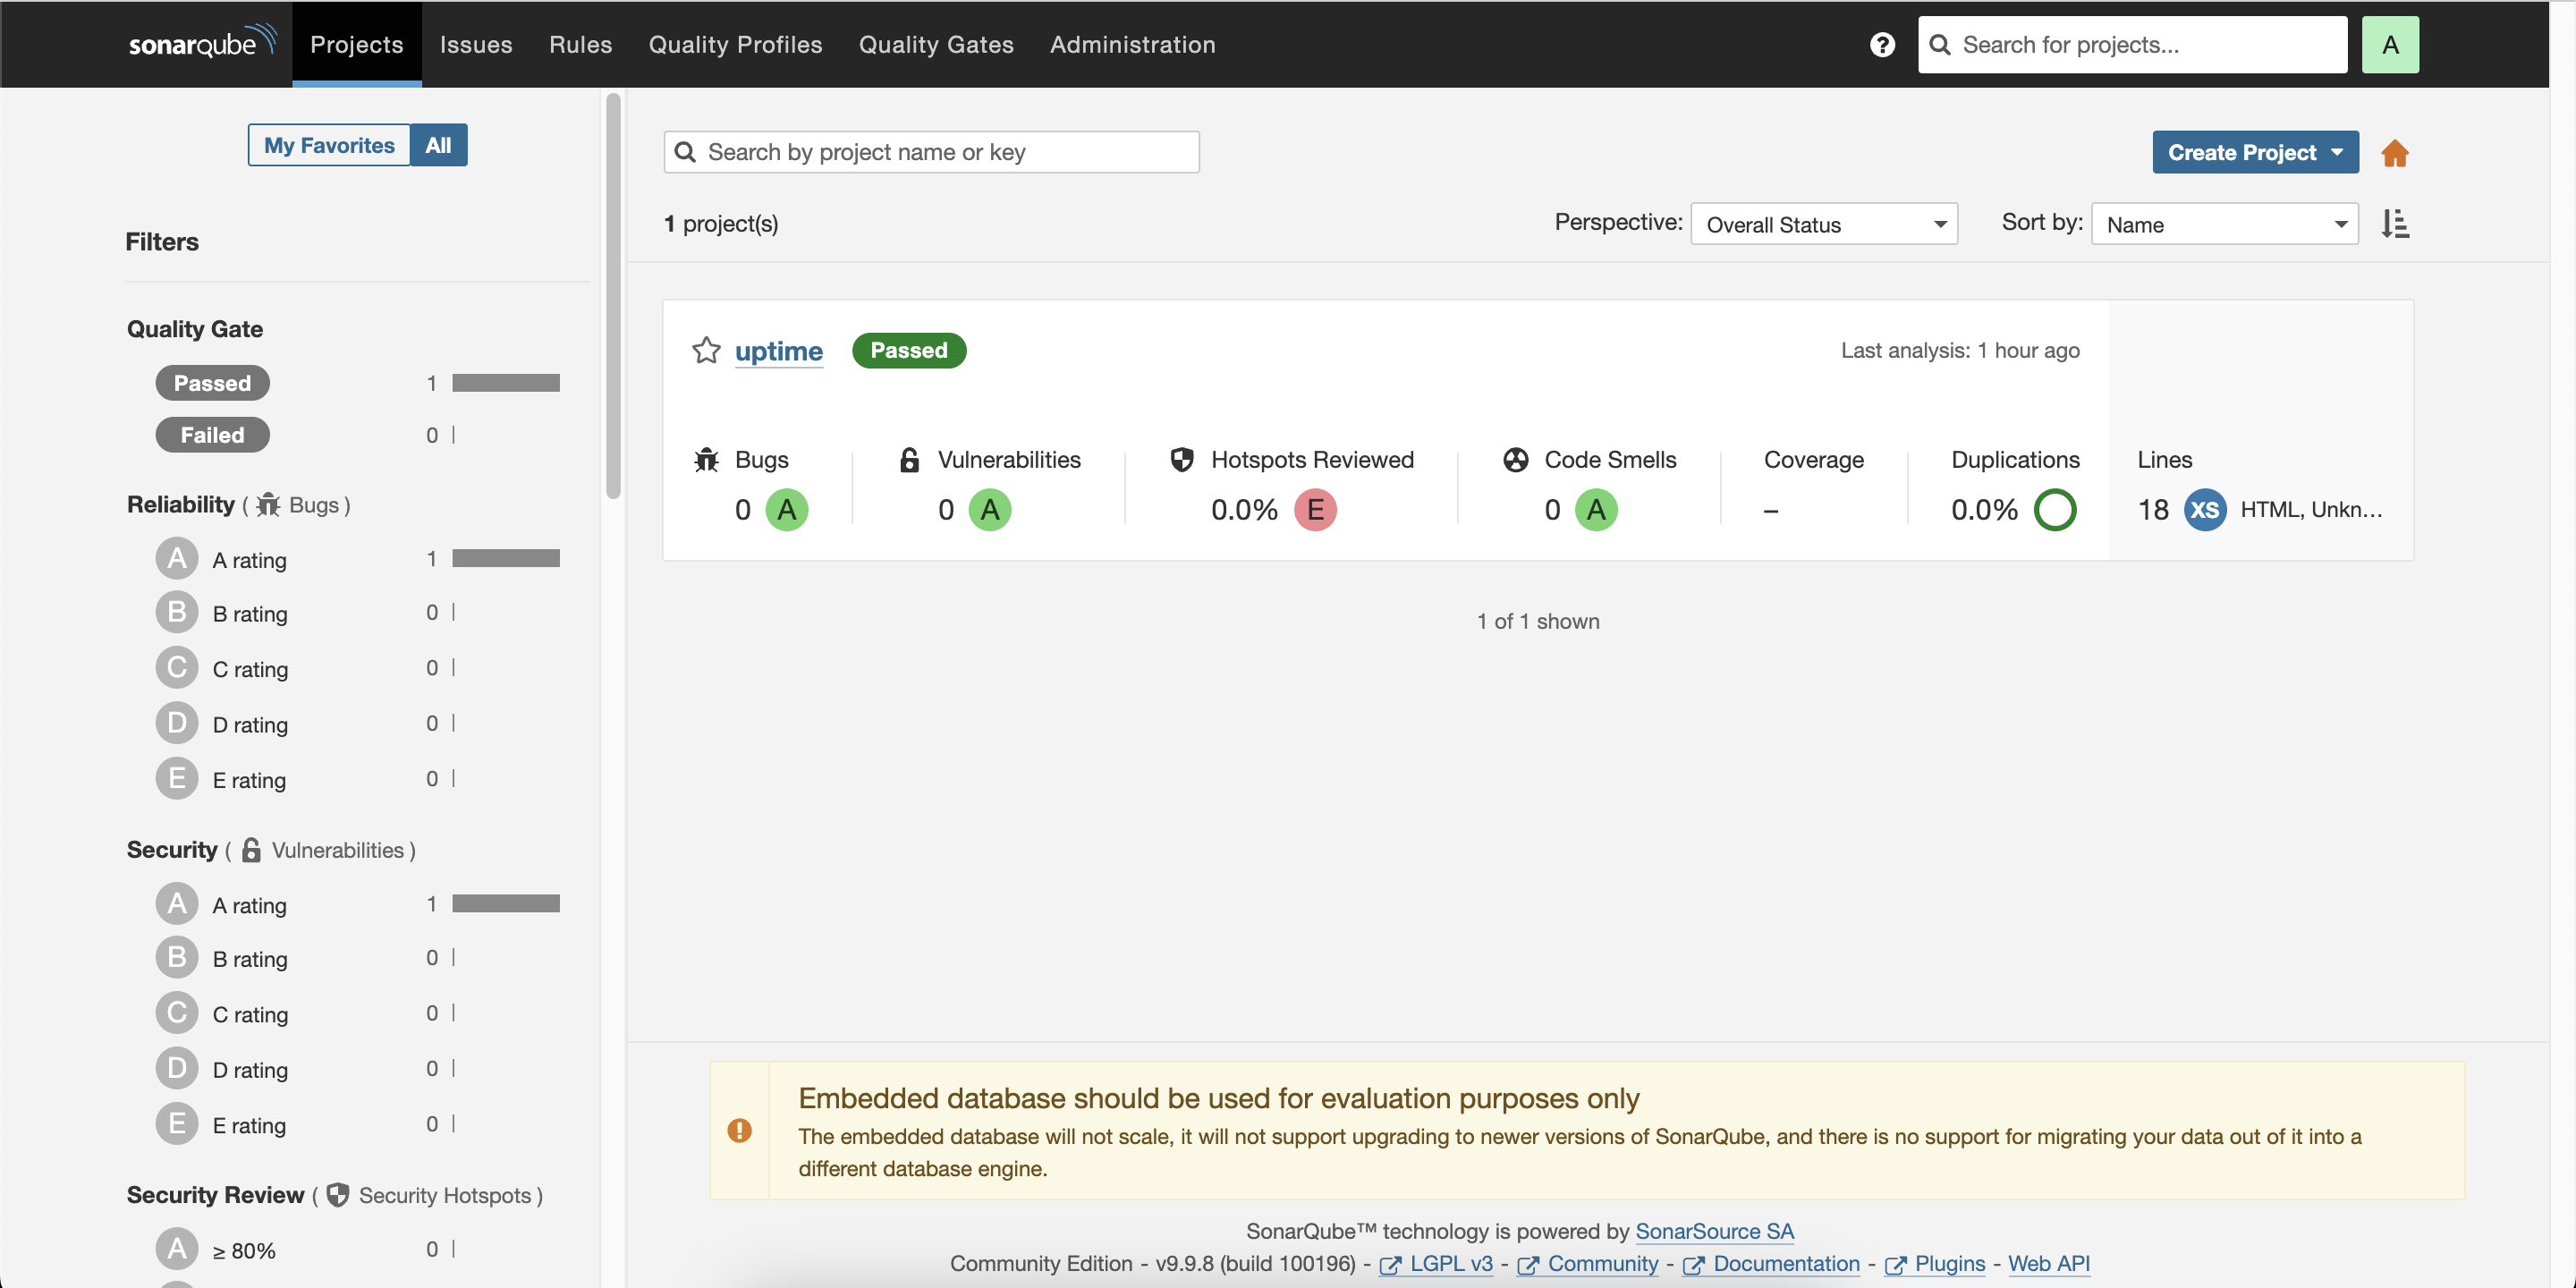 sonarqube Projects Issues Rules Quality Profiles Quality Gates Administration ? Search for projects... A
My Favorites All
Filters
Quality Gate
Passed 1
Failed 0
Reliability ( Bugs )
A A rating 1
B B rating 0
C C rating 0
D D rating 0
E E rating 0
Security ( Vulnerabilities )
A A rating 1
B B rating 0
C C rating 0
D D rating 0
E E rating 0
Security Review ( Security Hotspots )
A ≥ 80% 0
Search by project name or key Create Project
1 project(s) Perspective: Overall Status Sort by: Name
uptime Passed Last analysis: 1 hour ago
Bugs Vulnerabilities Hotspots Reviewed Code Smells Coverage Duplications Lines
0 A 0 A 0.0% E 0 A – 0.0% 18 XS HTML, Unkn...
1 of 1 shown
Embedded database should be used for evaluation purposes only
The embedded database will not scale, it will not support upgrading to newer versions of SonarQube, and there is no support for migrating your data out of it into a
different database engine.
SonarQube™ technology is powered by SonarSource SA
Community Edition - v9.9.8 (build 100196) - LGPL v3 - Community - Documentation - Plugins - Web API